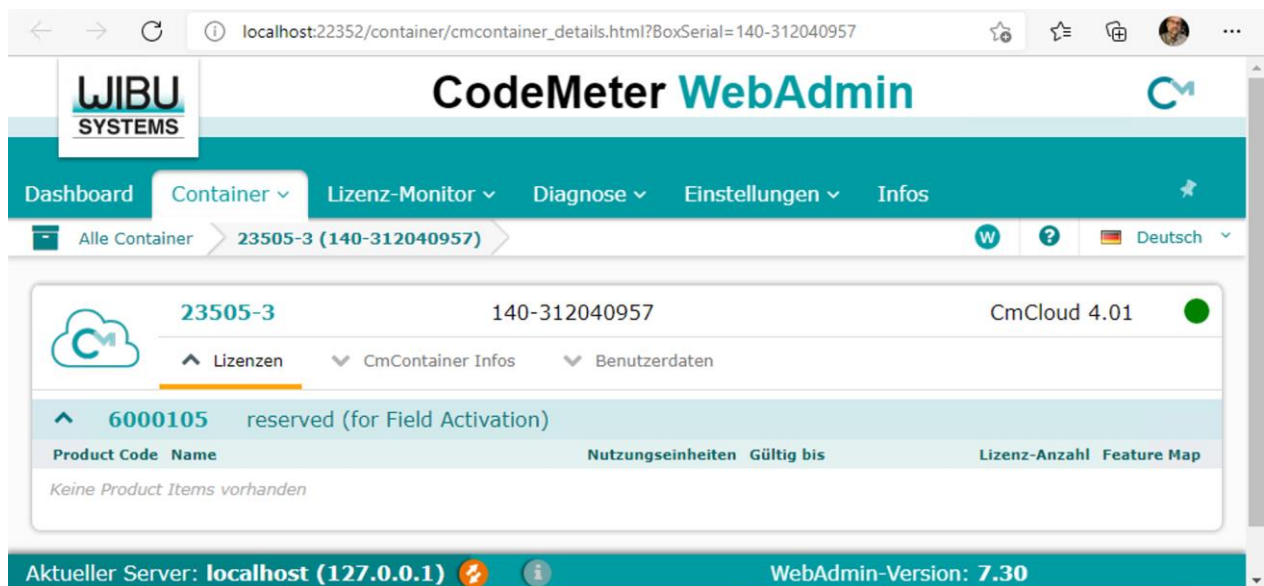 localhost:22352/container/cmcontainer_details.html?BoxSerial=140-312040957
WIBU
SYSTEMS
CodeMeter WebAdmin
CM
Dashboard Container Lizenz-Monitor Diagnose Einstellungen Infos
Alle Container 23505-3 (140-312040957) W ? Deutsch
CM
23505-3 140-312040957 CmCloud 4.01
Lizenzen CmContainer Infos Benutzerdaten
6000105 reserved (for Field Activation)
Product Code Name Nutzungseinheiten Gültig bis Lizenz-Anzahl Feature Map
Keine Product Items vorhanden
Aktueller Server: localhost (127.0.0.1) i WebAdmin-Version: 7.30